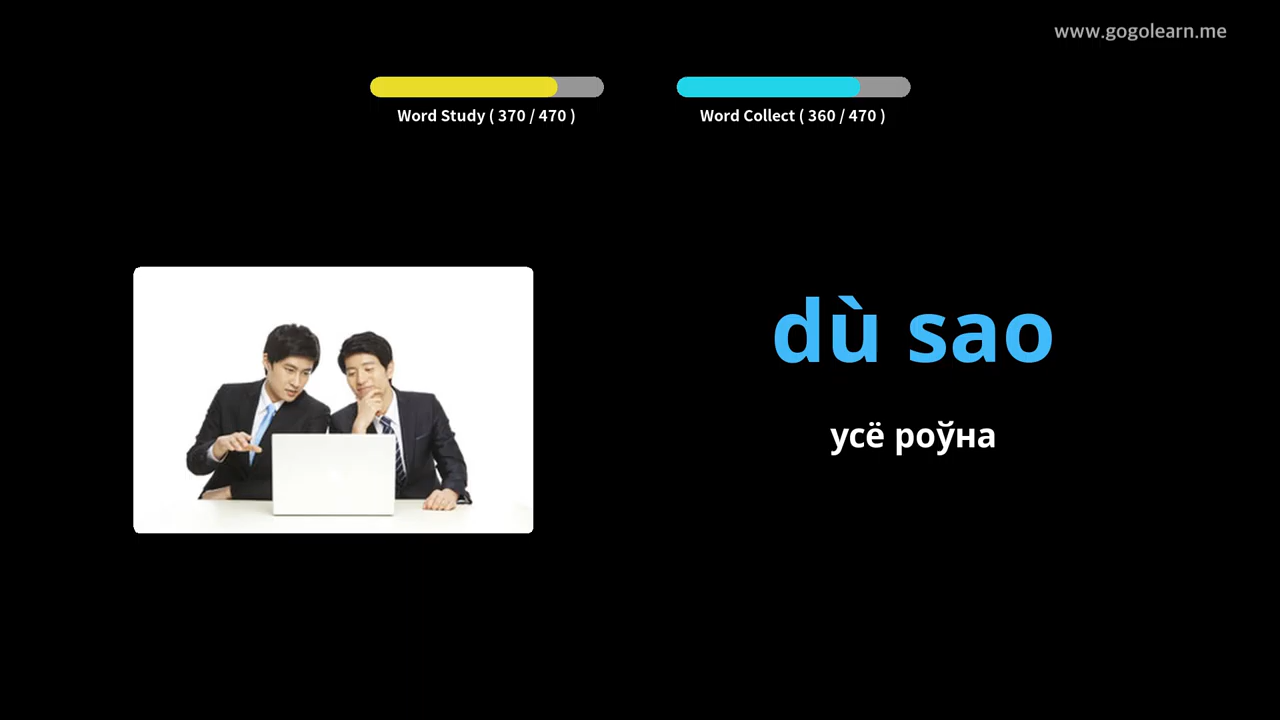 www.gogolearn.me
Word Study ( 370 / 470 )
Word Collect ( 360 / 470 )
dù sao
усё роўна